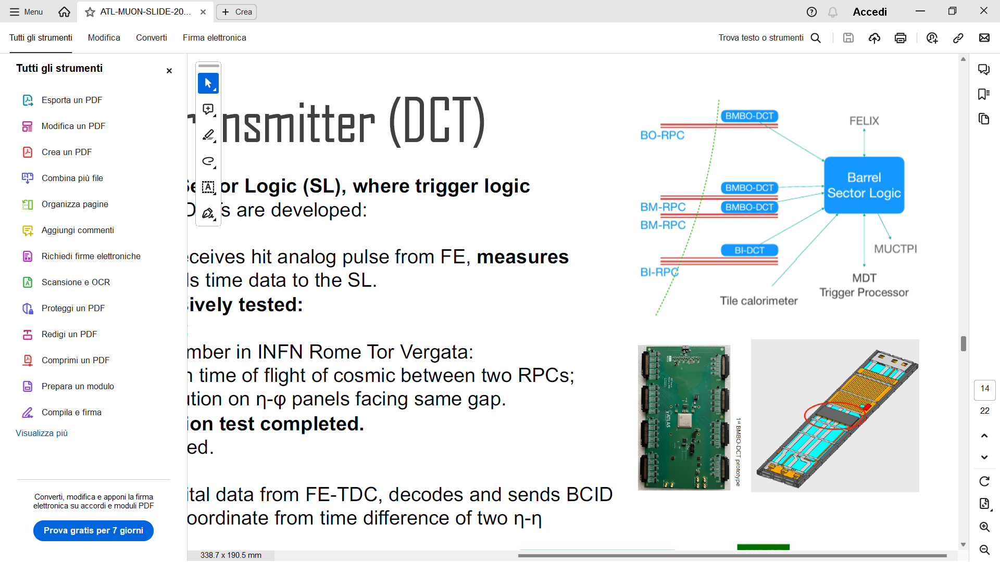 Menu
ATL-MUON-SLIDE-20...
Crea
Accedi
Tutti gli strumenti
Modifica
Converti
Firma elettronica
Trova testo o strumenti
Tutti gli strumenti
Esporta un PDF
Modifica un PDF
Crea un PDF
Combina più file
Organizza pagine
Aggiungi commenti
Richiedi firme elettroniche
Scansione e OCR
Proteggi un PDF
Redigi un PDF
Comprimi un PDF
Prepara un modulo
Compila e firma
Visualizza più
Converti, modifica e apponi la firma
elettronica su accordi e moduli PDF
Prova gratis per 7 giorni
nsmitter (DCT)
or Logic (SL), where trigger logic
s are developed:
eceives hit analog pulse from FE, measures
ls time data to the SL.
ively tested:
mber in INFN Rome Tor Vergata:
n time of flight of cosmic between two RPCs;
ution on η-φ panels facing same gap.
ion test completed.
ed.
ital data from FE-TDC, decodes and sends BCID
oordinate from time difference of two η-η
BMBO-DCT
BO-RPC
FELIX
Barrel
Sector Logic
BMBO-DCT
BM-RPC
BMBO-DCT
BM-RPC
BI-DCT
BI-RPC
MUCTPI
MDT
Trigger Processor
Tile calorimeter
ATLAS
1st BMBO-DCT prototype
14
22
338.7 x 190.5 mm